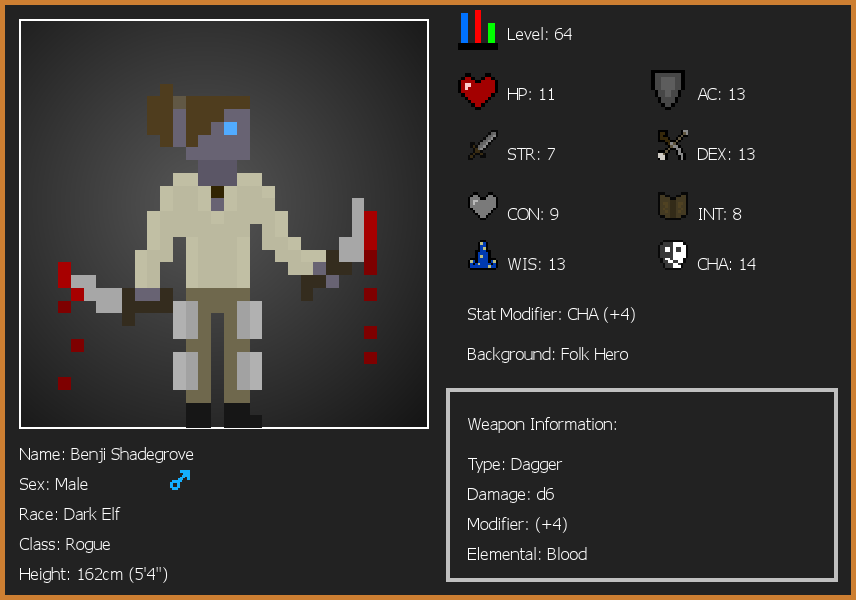 Level: 64
HP: 11
AC: 13
STR: 7
DEX: 13
CON: 9
INT: 8
WIS: 13
CHA: 14
Stat Modifier: CHA (+4)
Background: Folk Hero
Weapon Information:
Type: Dagger
Damage: d6
Modifier: (+4)
Elemental: Blood
Name: Benji Shadegrove
Sex: Male
Race: Dark Elf
Class: Rogue
Height: 162cm (5'4")